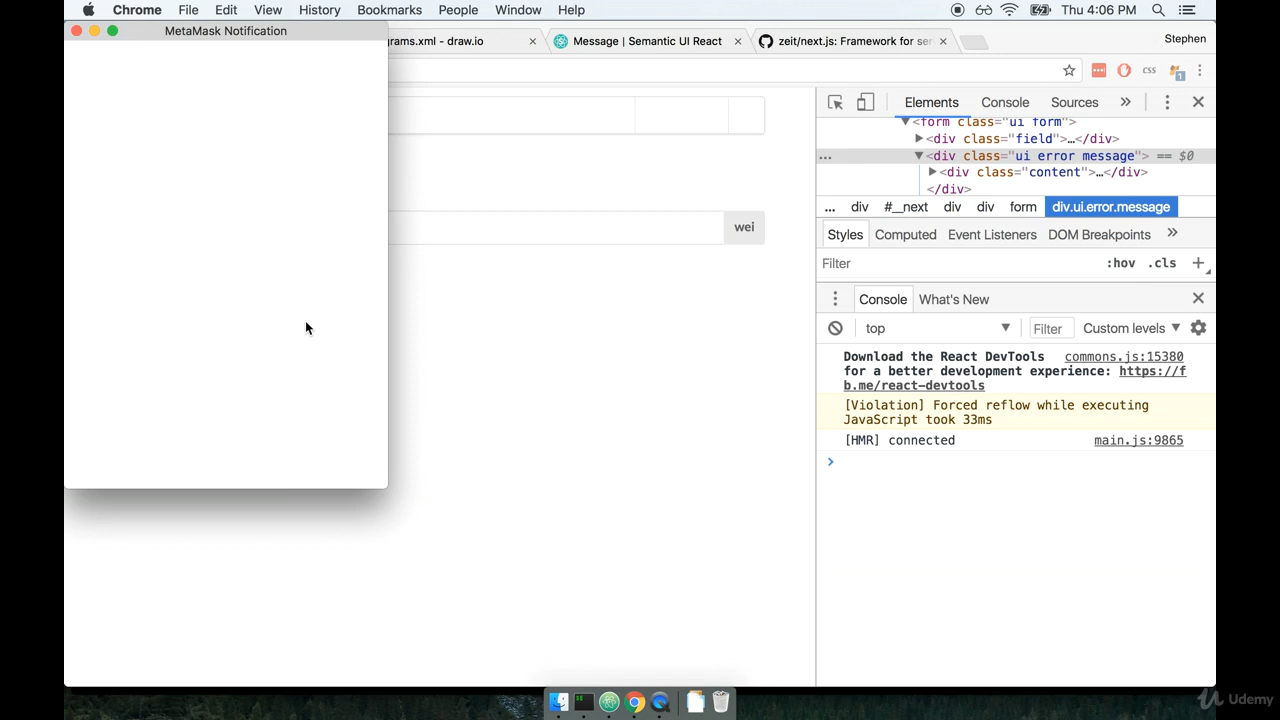 Chrome File Edit View History Bookmarks People Window Help Thu 4:06 PM
MetaMask Notification
grams.xml - draw.io
Message | Semantic UI React
zeit/next.js: Framework for ser
Stephen
css
1
Elements Console Sources »
<form class="ui form">
<div class="field">…</div>
... <div class="ui error message"> == $0
<div class="content">…</div>
</div>
... div #__next div div form div.ui.error.message
wei
Styles Computed Event Listeners DOM Breakpoints »
Filter :hov .cls +
Console What's New
top Filter Custom levels
Download the React DevTools commons.js:15380
for a better development experience: https://f
b.me/react-devtools
[Violation] Forced reflow while executing
JavaScript took 33ms
[HMR] connected main.js:9865
>
Udemy